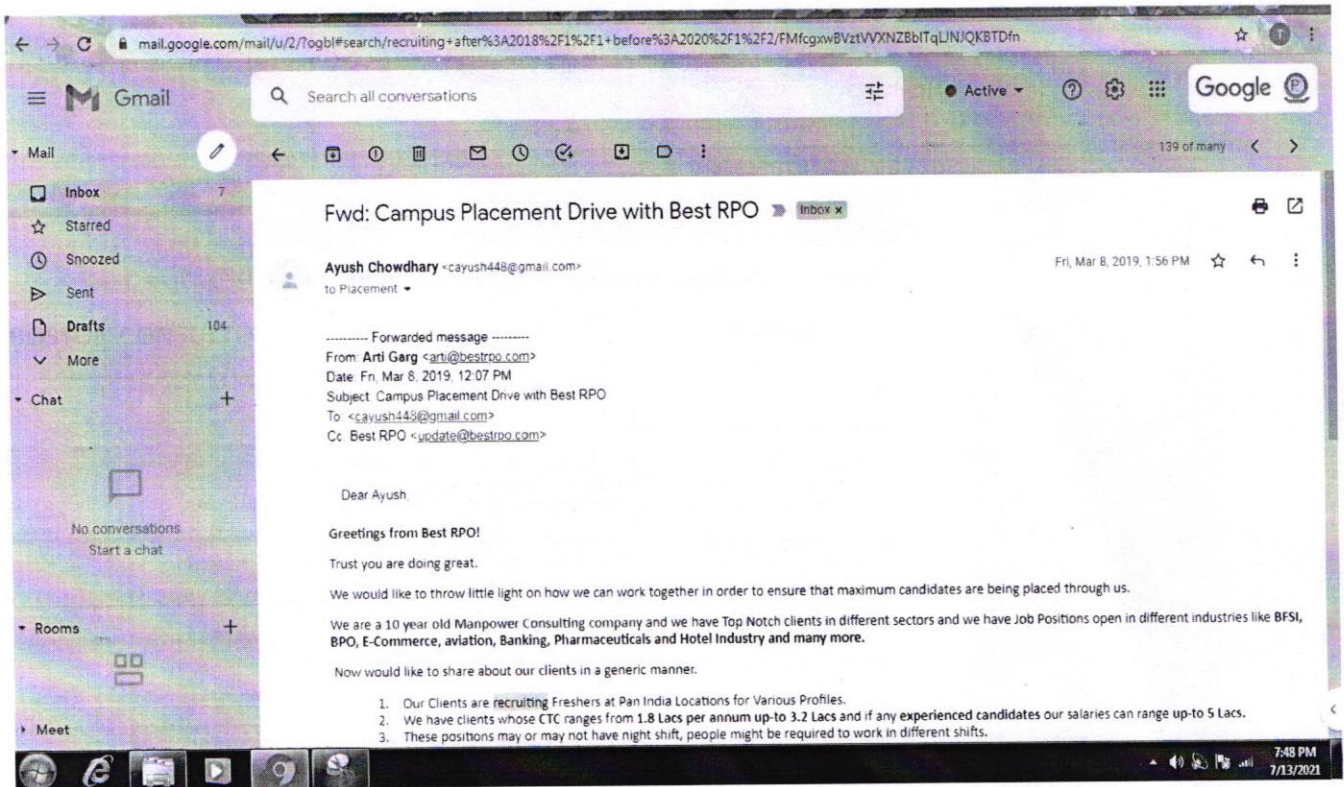 mail.google.com/mail/u/2/?ogbl#search/recruiting+after%3A2018%2F1%2F1+before%3A2020%2F1%2F2/
Gmail
Search all conversations
Active
Google
Mail
139 of many
Inbox 7
Starred
Snoozed
Sent
Drafts 104
More
Chat
No conversations
Start a chat
Rooms
Meet
Fwd: Campus Placement Drive with Best RPO Inbox x
Ayush Chowdhary <cayush448@gmail.com>
Fri, Mar 8, 2019, 1:56 PM
to Placement
---------- Forwarded message ---------
From: Arti Garg <arti@bestrpo.com>
Date: Fri, Mar 8, 2019, 12:07 PM
Subject: Campus Placement Drive with Best RPO
To: <cayush448@gmail.com>
Cc: Best RPO <update@bestrpo.com>
Dear Ayush,
Greetings from Best RPO!
Trust you are doing great.
We would like to throw little light on how we can work together in order to ensure that maximum candidates are being placed through us.
We are a 10 year old Manpower Consulting company and we have Top Notch clients in different sectors and we have Job Positions open in different industries like BFSI,
BPO, E-Commerce, aviation, Banking, Pharmaceuticals and Hotel Industry and many more.
Now would like to share about our clients in a generic manner.
1. Our Clients are recruiting Freshers at Pan India Locations for Various Profiles.
2. We have clients whose CTC ranges from 1.8 Lacs per annum up-to 3.2 Lacs and if any experienced candidates our salaries can range up-to 5 Lacs.
3. These positions may or may not have night shift, people might be required to work in different shifts.
7:48 PM
7/13/2021